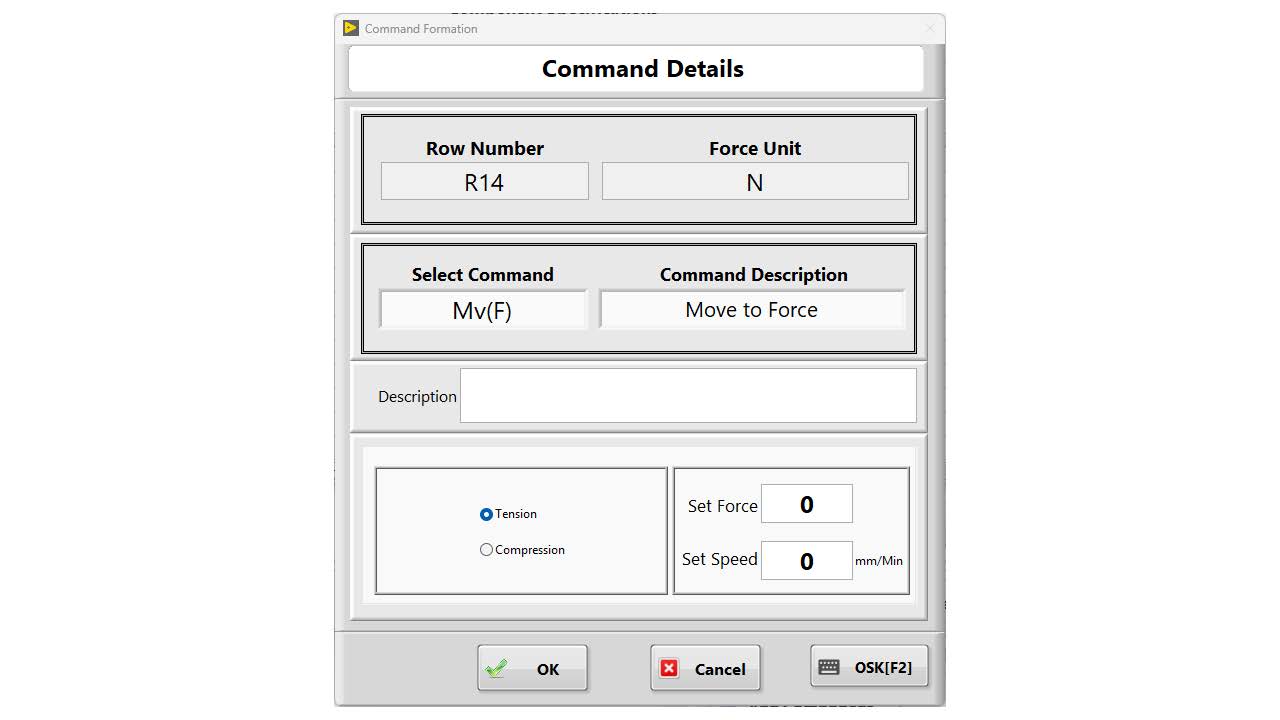 Command Formation
Command Details
Row Number Force Unit
R14 N
Select Command Command Description
Mv(F) Move to Force
Description
Tension
Compression
Set Force 0
Set Speed 0 mm/Min
OK Cancel OSK[F2]